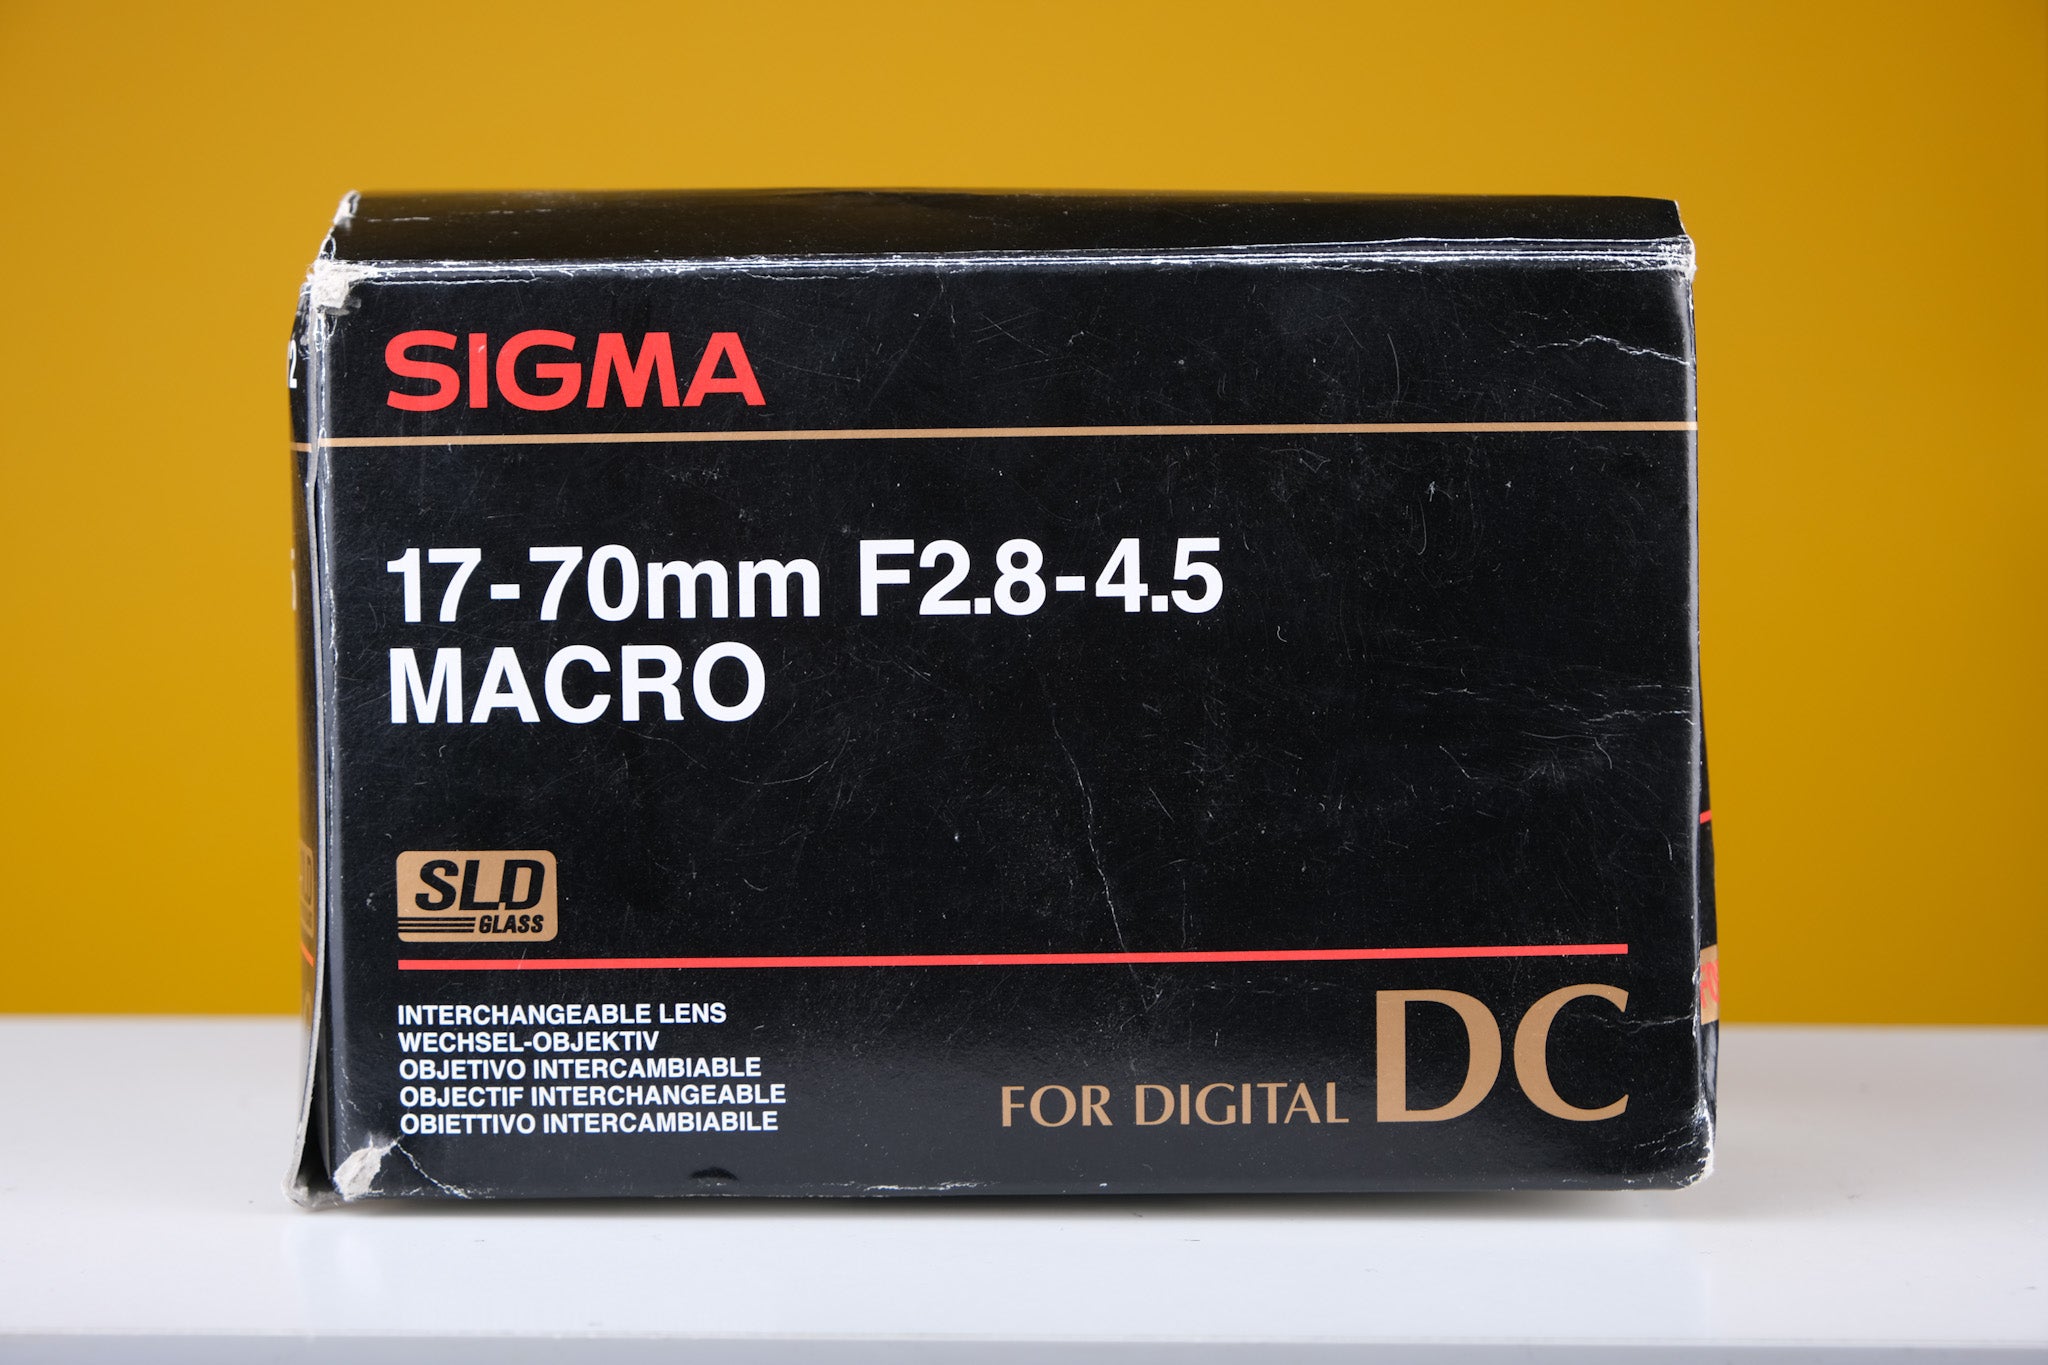 SIGMA
17-70mm F2.8-4.5
MACRO
SLD
GLASS
INTERCHANGEABLE LENS
WECHSEL-OBJEKTIV
OBJETIVO INTERCAMBIABLE
OBJECTIF INTERCHANGEABLE
OBIETTIVO INTERCAMBIABILE
FOR DIGITAL DC